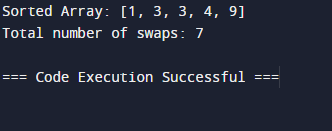 Sorted Array: [1, 3, 3, 4, 9]
Total number of swaps: 7
=== Code Execution Successful ===